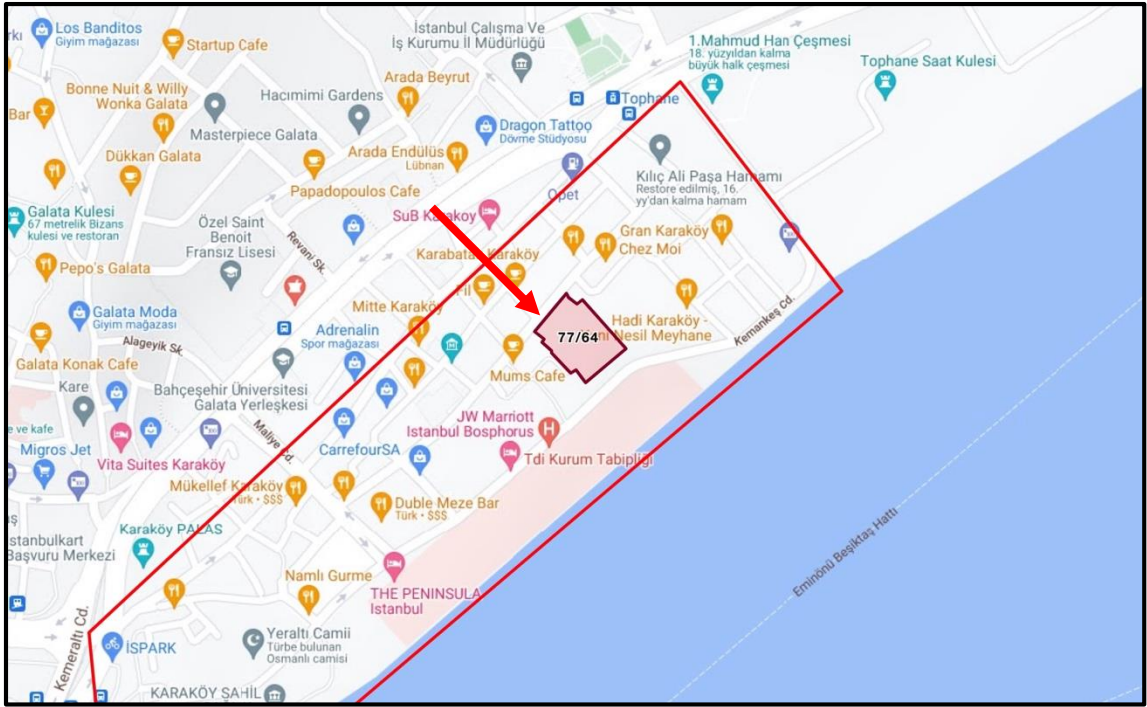 Los Banditos
Giyim mağazası
Startup Cafe
İstanbul Çalışma Ve
İş Kurumu İl Müdürlüğü
1.Mahmud Han Çeşmesi
18. yüzyıldan kalma
büyük halk çeşmesi
Tophane Saat Kulesi
Bonne Nuit & Willy
Wonka Galata
Hacımimi Gardens
Arada Beyrut
Tophane
Bar
Masterpiece Galata
Dragon Tattoo
Dövme Stüdyosu
Dükkan Galata
Arada Endülüs
Lübnan
Papadopoulos Cafe
Opet
Kılıç Ali Paşa Hamamı
Restore edilmiş, 16.
yy'dan kalma hamam
Galata Kulesi
67 metrelik Bizans
kulesi ve restoran
Özel Saint
Benoit
Fransız Lisesi
Revani Sk.
SuB Karakoy
Gran Karaköy
Chez Moi
Karabatak Karaköy
Pepo's Galata
Fil
Mitte Karaköy
Galata Moda
Giyim mağazası
Alageyik Sk.
Adrenalin
Spor mağazası
77/64
Hadi Karaköy -
Yeni Nesil Meyhane
Kemankeş Cd.
Galata Konak Cafe
Kare
Bahçeşehir Üniversitesi
Galata Yerleşkesi
Mums Cafe
e ve kafe
Migros Jet
Maliye Cd.
JW Marriott
Istanbul Bosphorus
CarrefourSA
Tdi Kurum Tabipliği
Vita Suites Karaköy
Mükellef Karaköy
Türk • $$$
Duble Meze Bar
Türk • $$$
stanbulkart
Başvuru Merkezi
Karaköy PALAS
Eminönü Beşiktaş Hattı
Namlı Gurme
THE PENINSULA
Istanbul
Kemeraltı Cd.
İSPARK
Yeraltı Camii
Türbe bulunan
Osmanlı camisi
KARAKÖY SAHİL